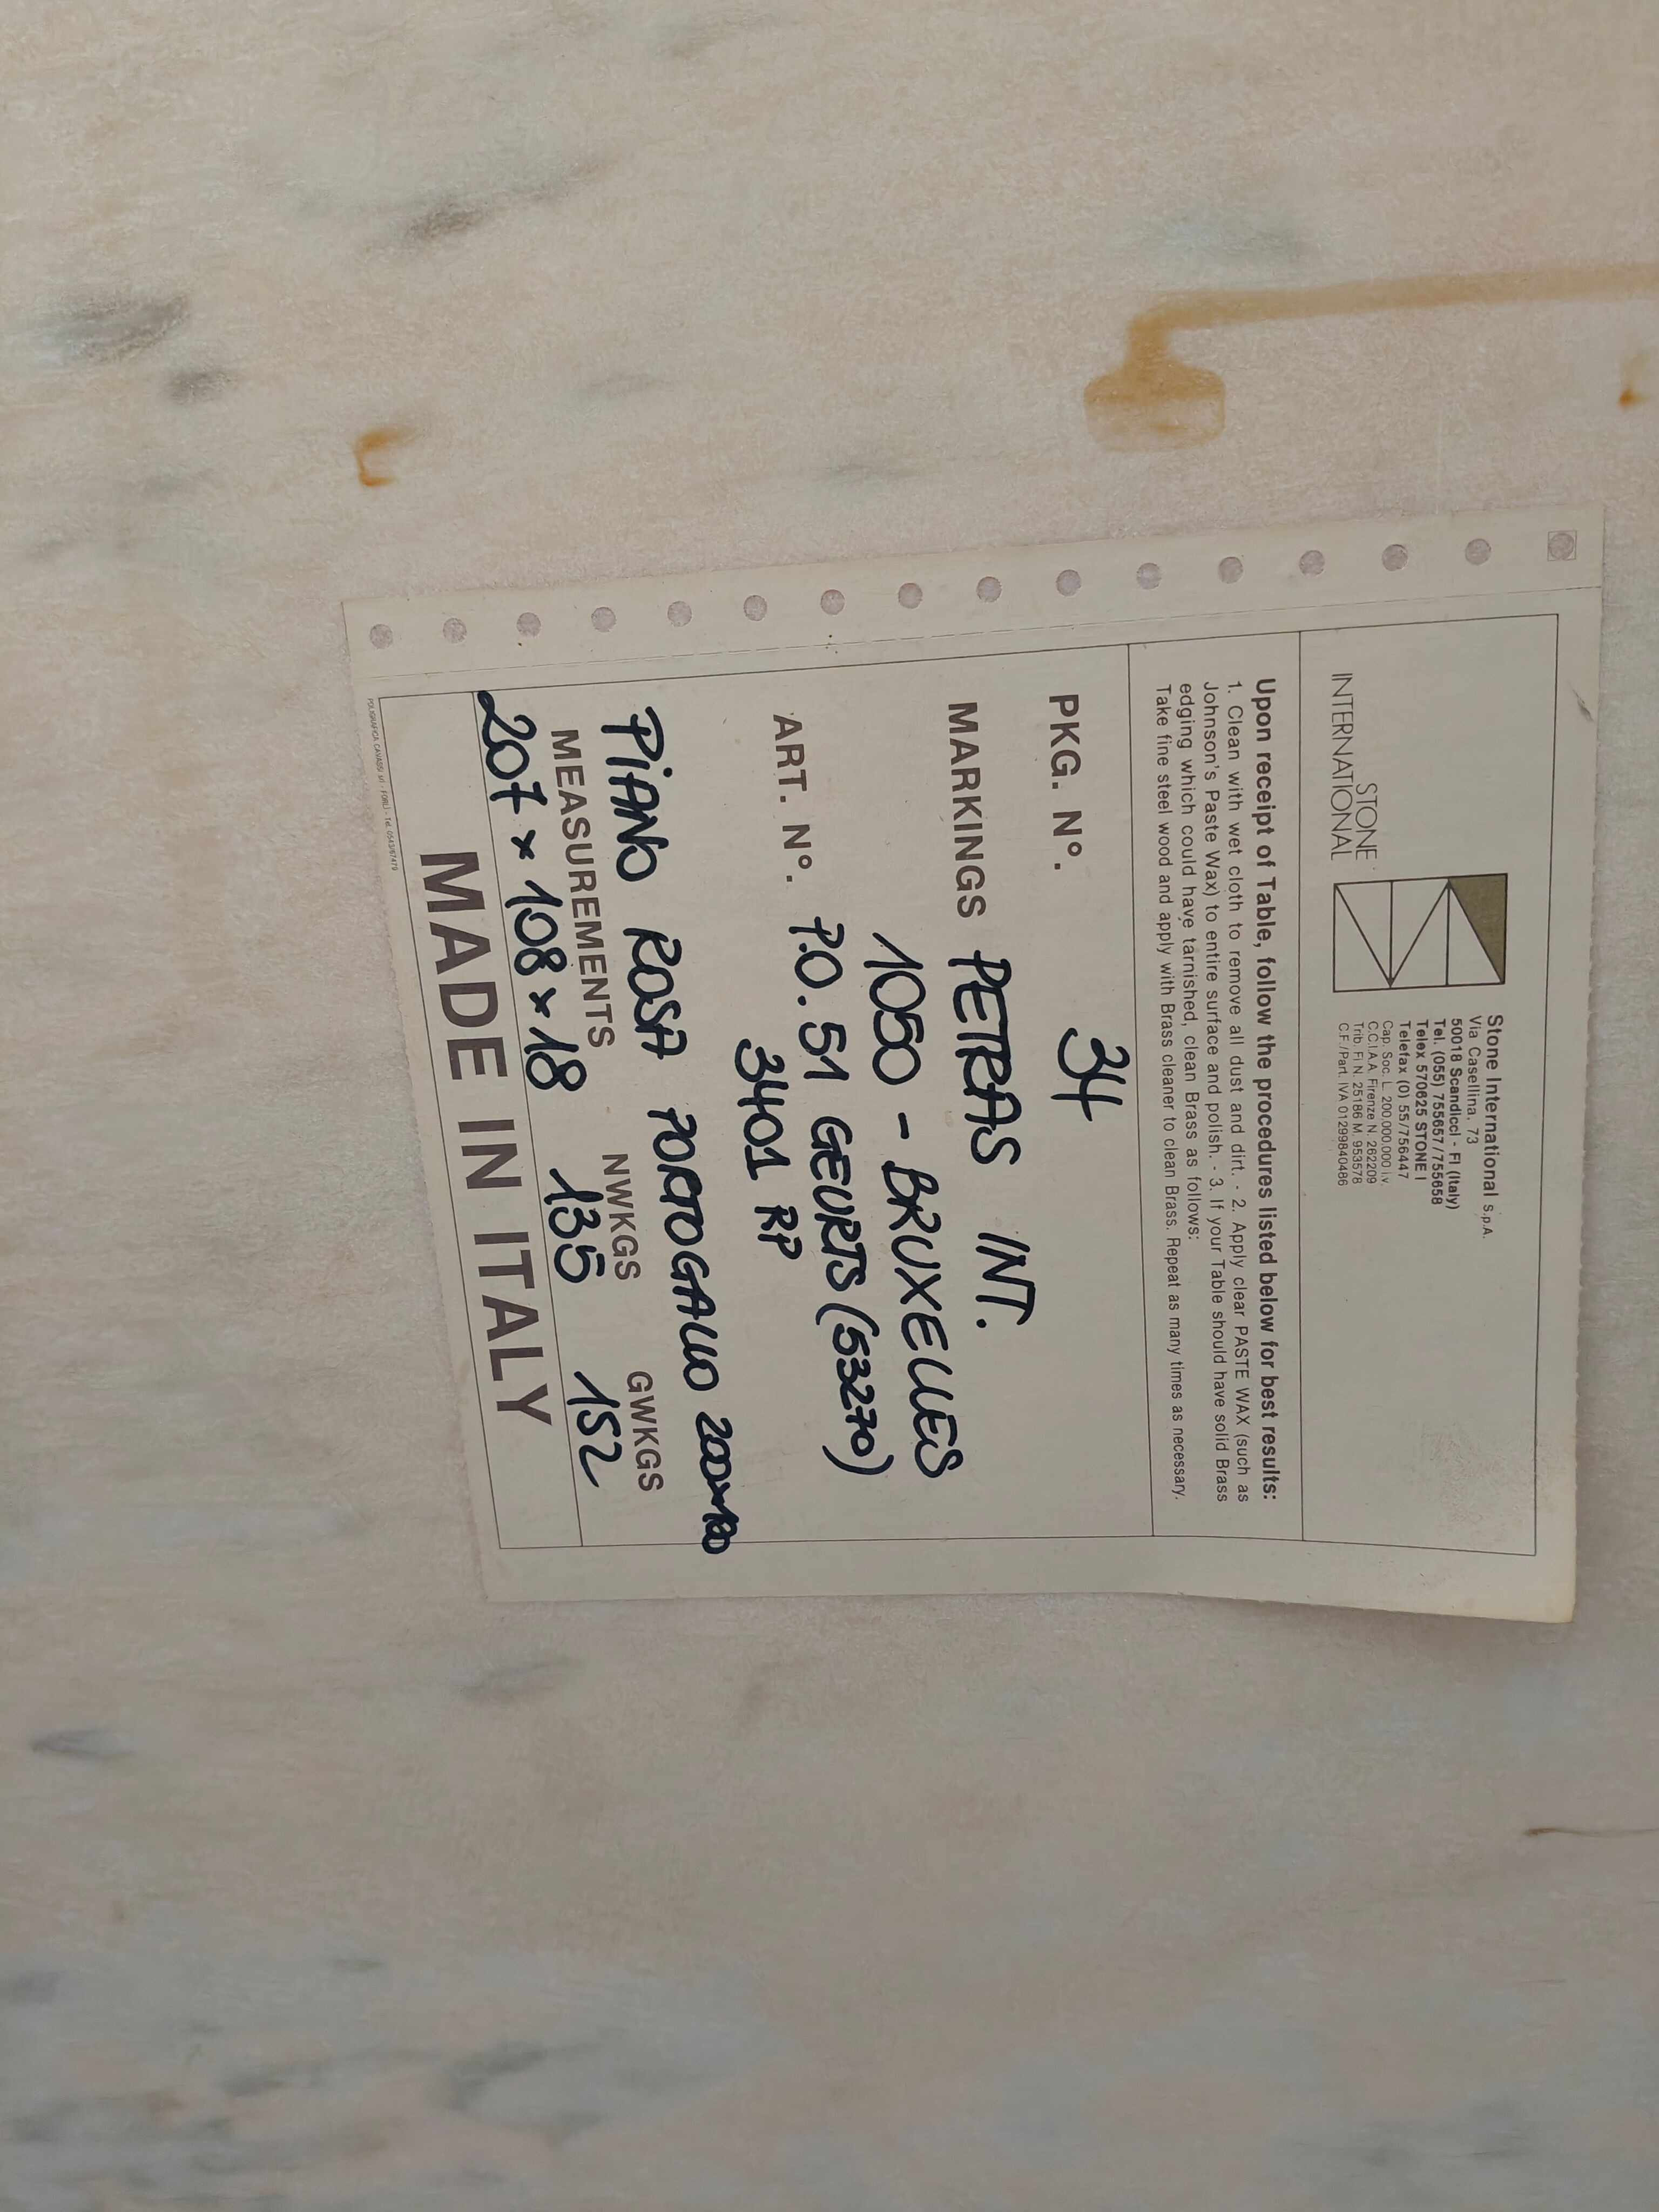 STONE
INTERNATIONAL
Stone International S.p.A.
Via Casellina, 73
50018 Scandicci - FI (Italy)
Tel. (055) 755657/755658
Telex 570625 STONE I
Telefax (0) 55/756447
Cap. Soc. L. 200.000.000 i.v.
C.C.I.A.A. Firenze N. 262209
Trib. FI N. 25186 M. 953578
C.F./Part. IVA 01299840486
Upon receipt of Table, follow the procedures listed below for best results:
1. Clean with wet cloth to remove all dust and dirt. - 2. Apply clear PASTE WAX (such as
Johnson's Paste Wax) to entire surface and polish. - 3. If your Table should have solid Brass
edging which could have tarnished, clean Brass as follows:
Take fine steel wood and apply with Brass cleaner to clean Brass. Repeat as many times as necessary.
PKG. N°. 34
MARKINGS PETRAS INT.
1050 - BRUXELLES
ART. N°. P.O. 51 GEURTS (53270)
3401 RP
PIANO ROSA PORTOGALLO 200x100
MEASUREMENTS NWKGS GWKGS
207 x 108 x 18 135 152
MADE IN ITALY